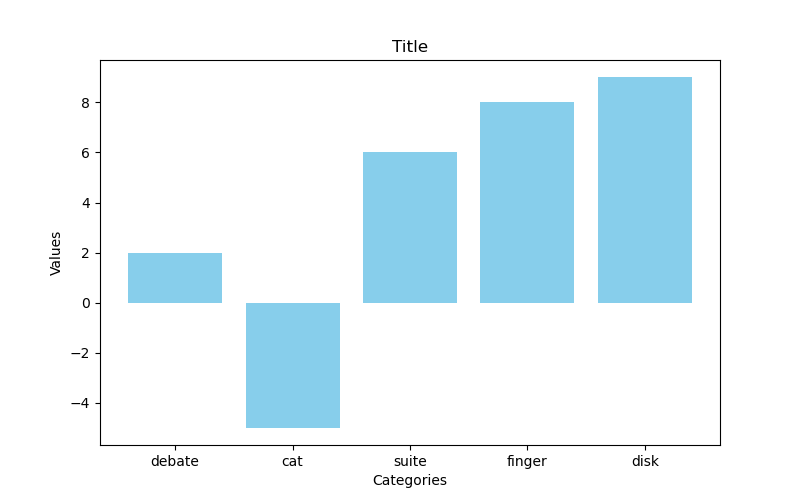 Title
8
6
4
2
0
−2
−4
Values
debate cat suite finger disk
Categories